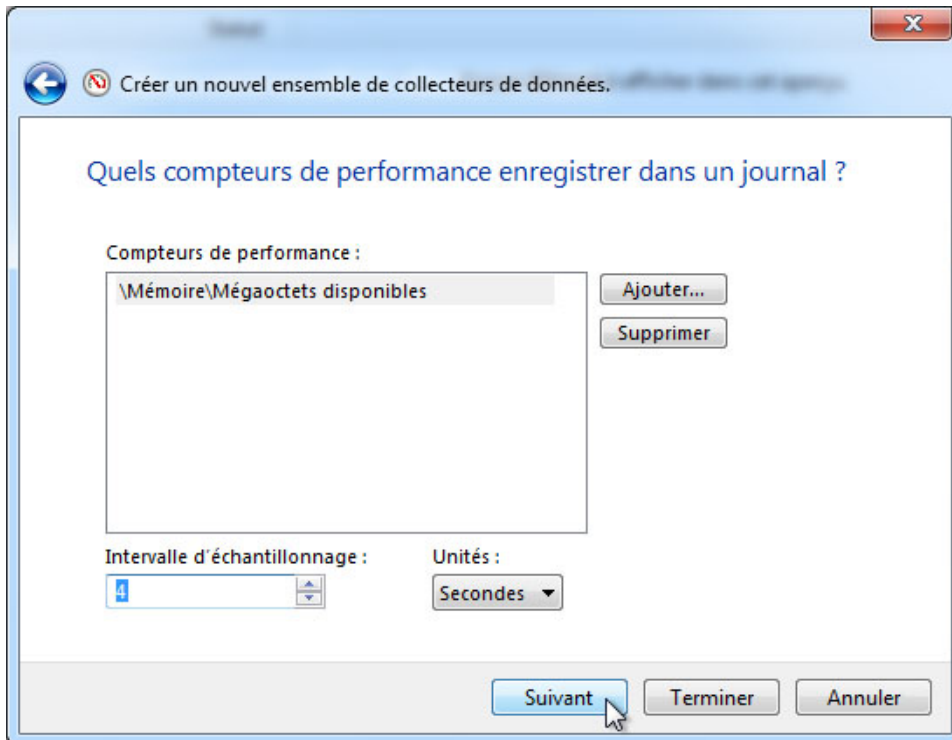 Créer un nouvel ensemble de collecteurs de données.
Quels compteurs de performance enregistrer dans un journal ?
Compteurs de performance :
\Mémoire\Mégaoctets disponibles
Ajouter...
Supprimer
Intervalle d'échantillonnage :
Unités :
4
Secondes
Suivant
Terminer
Annuler